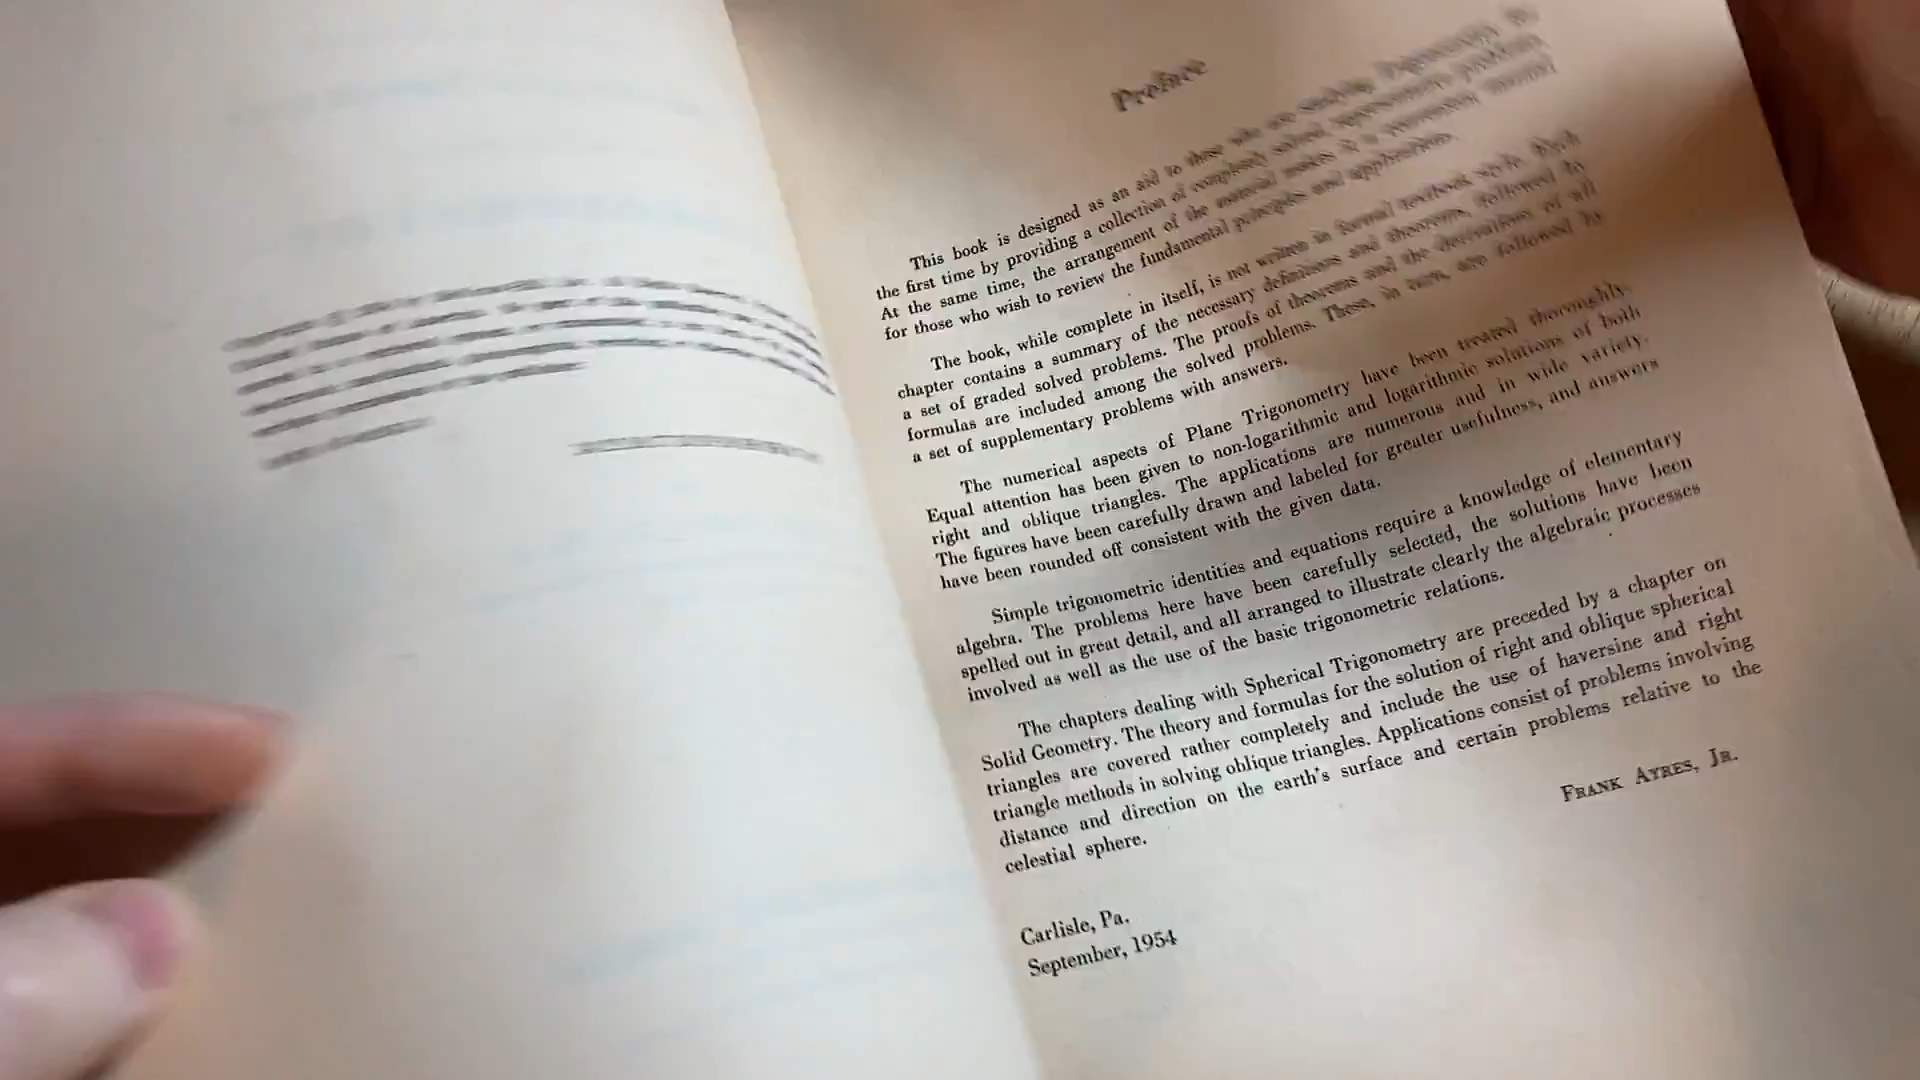 Preface
This book is designed as an aid to those who are studying Trigonometry for
the first time by providing a collection of completely solved, representative problems.
At the same time, the arrangement of the material makes it a convenient manual
for those who wish to review the fundamental principles and applications.
The book, while complete in itself, is not written in formal textbook style. Each
chapter contains a summary of the necessary definitions and theorems, followed by
a set of graded solved problems. The proofs of theorems and the derivations of all
formulas are included among the solved problems. These, in turn, are followed by
a set of supplementary problems with answers.
The numerical aspects of Plane Trigonometry have been treated thoroughly.
Equal attention has been given to non-logarithmic and logarithmic solutions of both
right and oblique triangles. The applications are numerous and in wide variety.
The figures have been carefully drawn and labeled for greater usefulness, and answers
have been rounded off consistent with the given data.
Simple trigonometric identities and equations require a knowledge of elementary
algebra. The problems here have been carefully selected, the solutions have been
spelled out in great detail, and all arranged to illustrate clearly the algebraic processes
involved as well as the use of the basic trigonometric relations.
The chapters dealing with Spherical Trigonometry are preceded by a chapter on
Solid Geometry. The theory and formulas for the solution of right and oblique spherical
triangles are covered rather completely and include the use of haversine and right
triangle methods in solving oblique triangles. Applications consist of problems involving
distance and direction on the earth's surface and certain problems relative to the
celestial sphere.
FRANK AYRES, JR.
Carlisle, Pa.
September, 1954